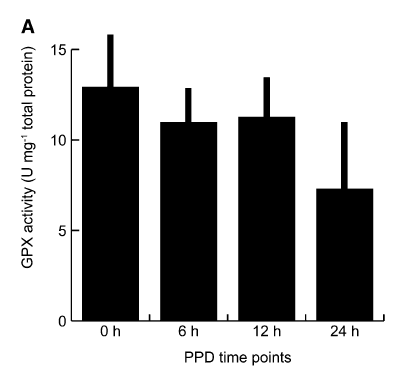 A
GPX activity (U mg⁻¹ total protein)
15
10
5
0
0 h 6 h 12 h 24 h
PPD time points